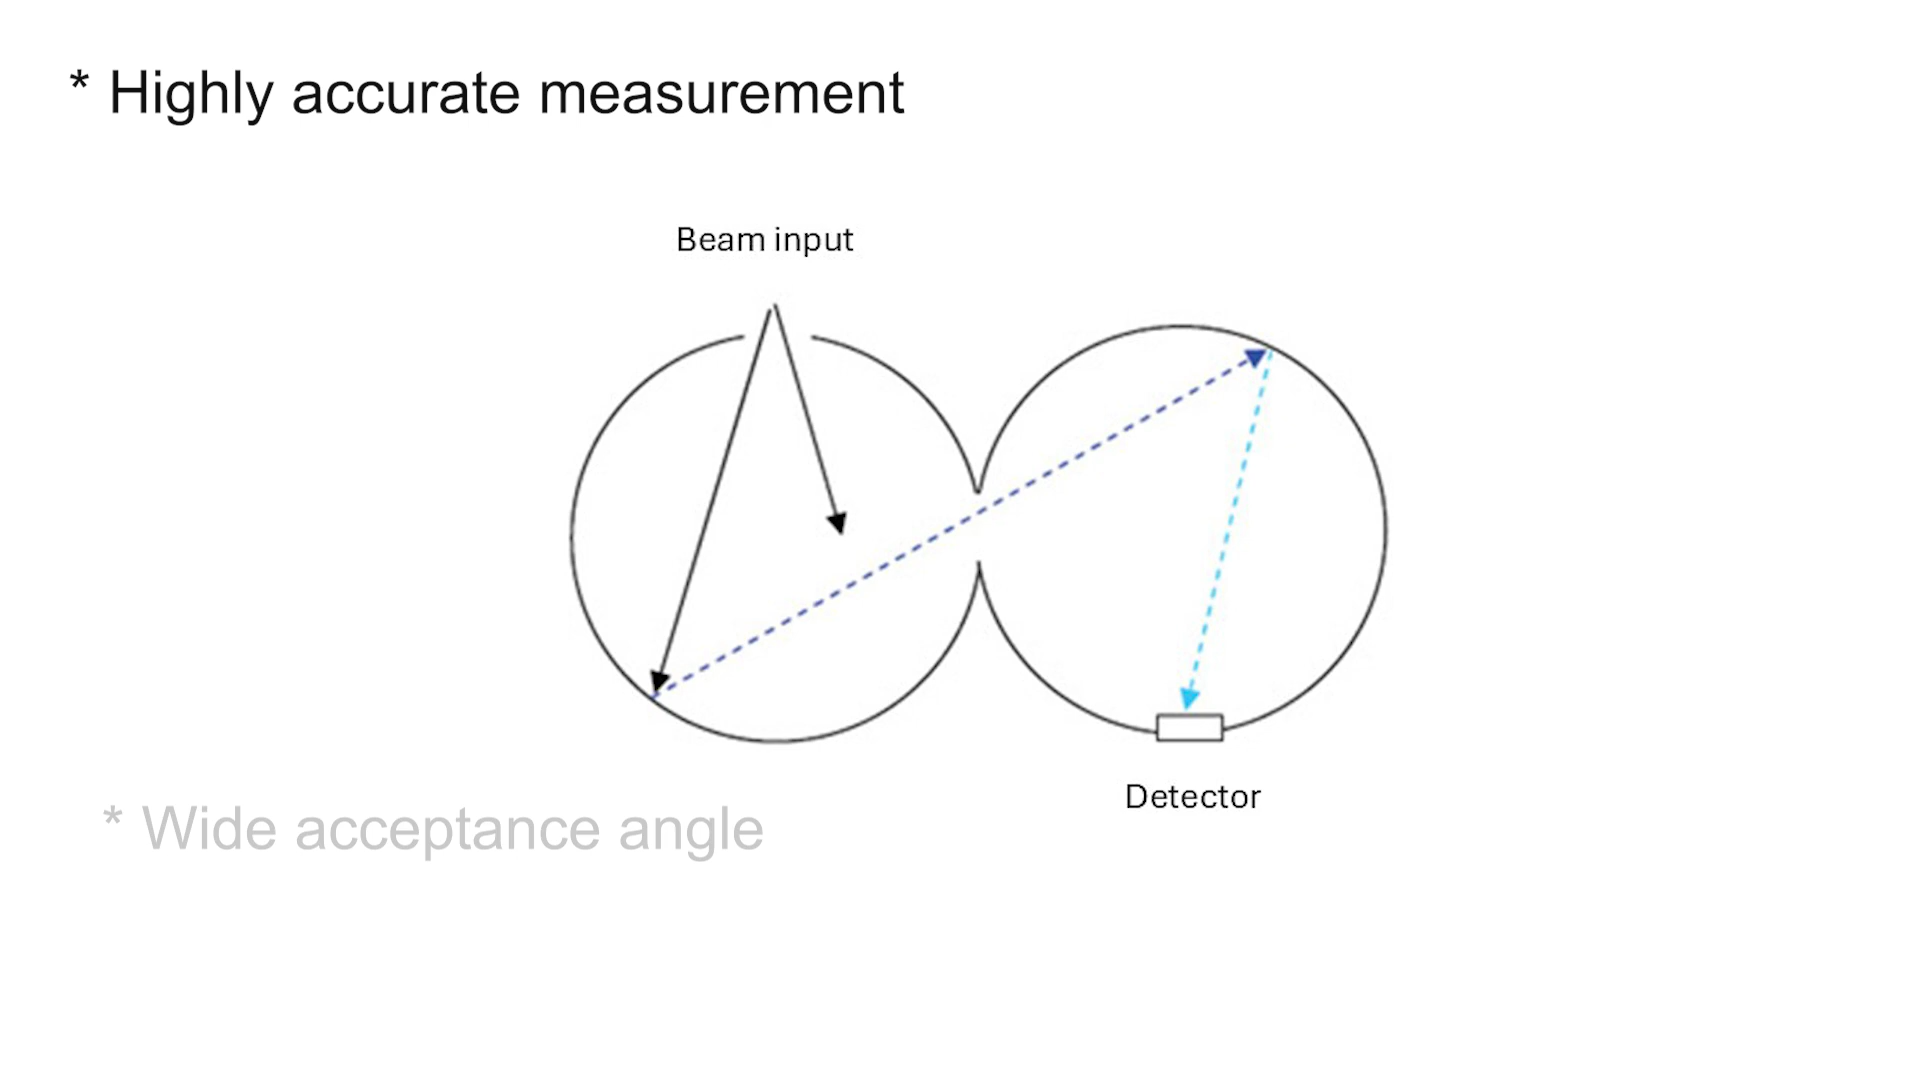 * Highly accurate measurement
Beam input
Detector
* Wide acceptance angle